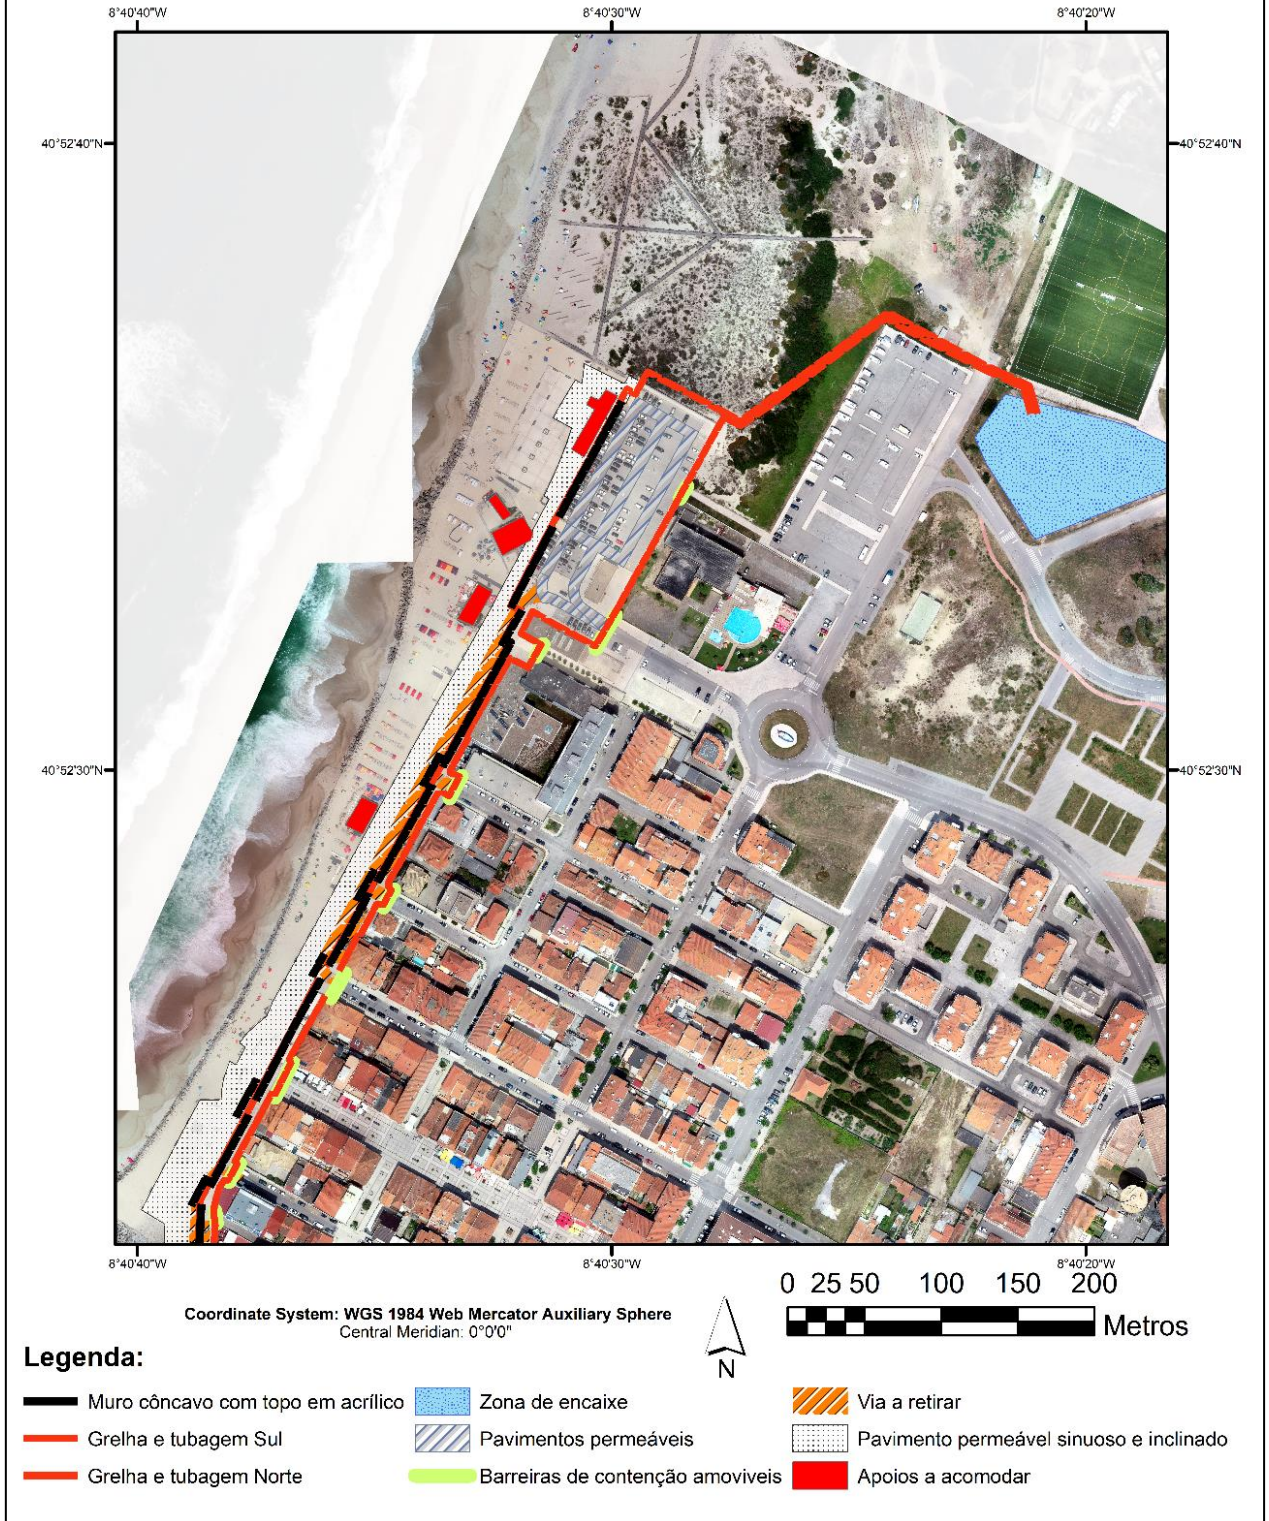 8°40'40"W 8°40'30"W 8°40'20"W
40°52'40"N 40°52'40"N
40°52'30"N 40°52'30"N
8°40'40"W 8°40'30"W 8°40'20"W
0 25 50 100 150 200
Metros
Coordinate System: WGS 1984 Web Mercator Auxiliary Sphere
Central Meridian: 0°0'0"
N
Legenda:
Muro côncavo com topo em acrílico
Grelha e tubagem Sul
Grelha e tubagem Norte
Zona de encaixe
Pavimentos permeáveis
Barreiras de contenção amoviveis
Via a retirar
Pavimento permeável sinuoso e inclinado
Apoios a acomodar